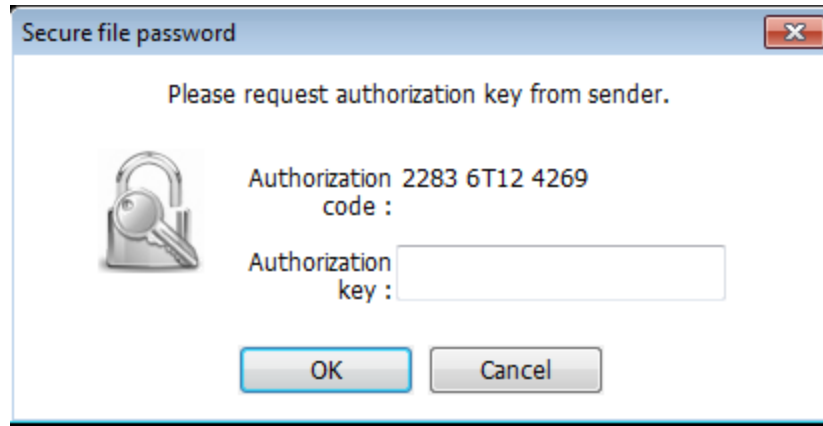 Secure file password
Please request authorization key from sender.
Authorization 2283 6T12 4269
code :
Authorization
key :
OK Cancel